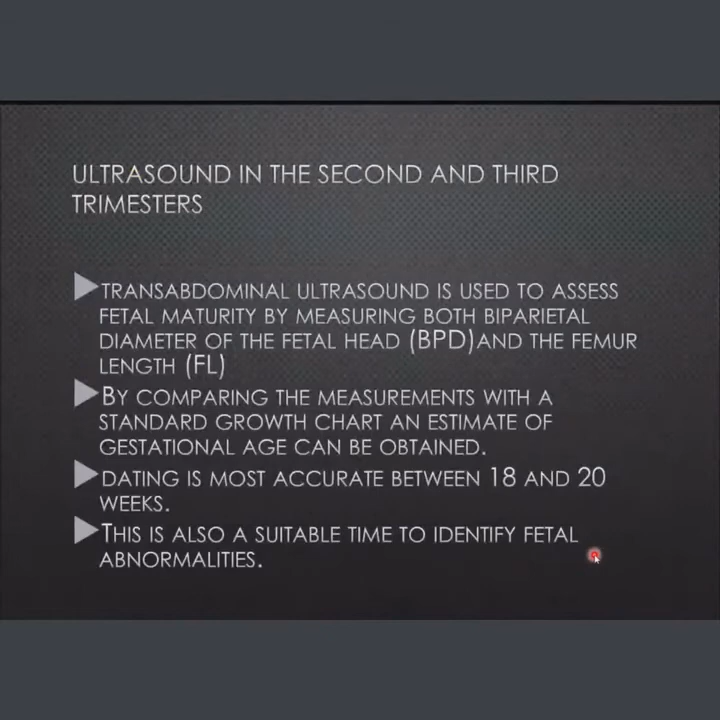 ULTRASOUND IN THE SECOND AND THIRD
TRIMESTERS
TRANSABDOMINAL ULTRASOUND IS USED TO ASSESS
FETAL MATURITY BY MEASURING BOTH BIPARIETAL
DIAMETER OF THE FETAL HEAD (BPD)AND THE FEMUR
LENGTH (FL)
BY COMPARING THE MEASUREMENTS WITH A
STANDARD GROWTH CHART AN ESTIMATE OF
GESTATIONAL AGE CAN BE OBTAINED.
DATING IS MOST ACCURATE BETWEEN 18 AND 20
WEEKS.
THIS IS ALSO A SUITABLE TIME TO IDENTIFY FETAL
ABNORMALITIES.